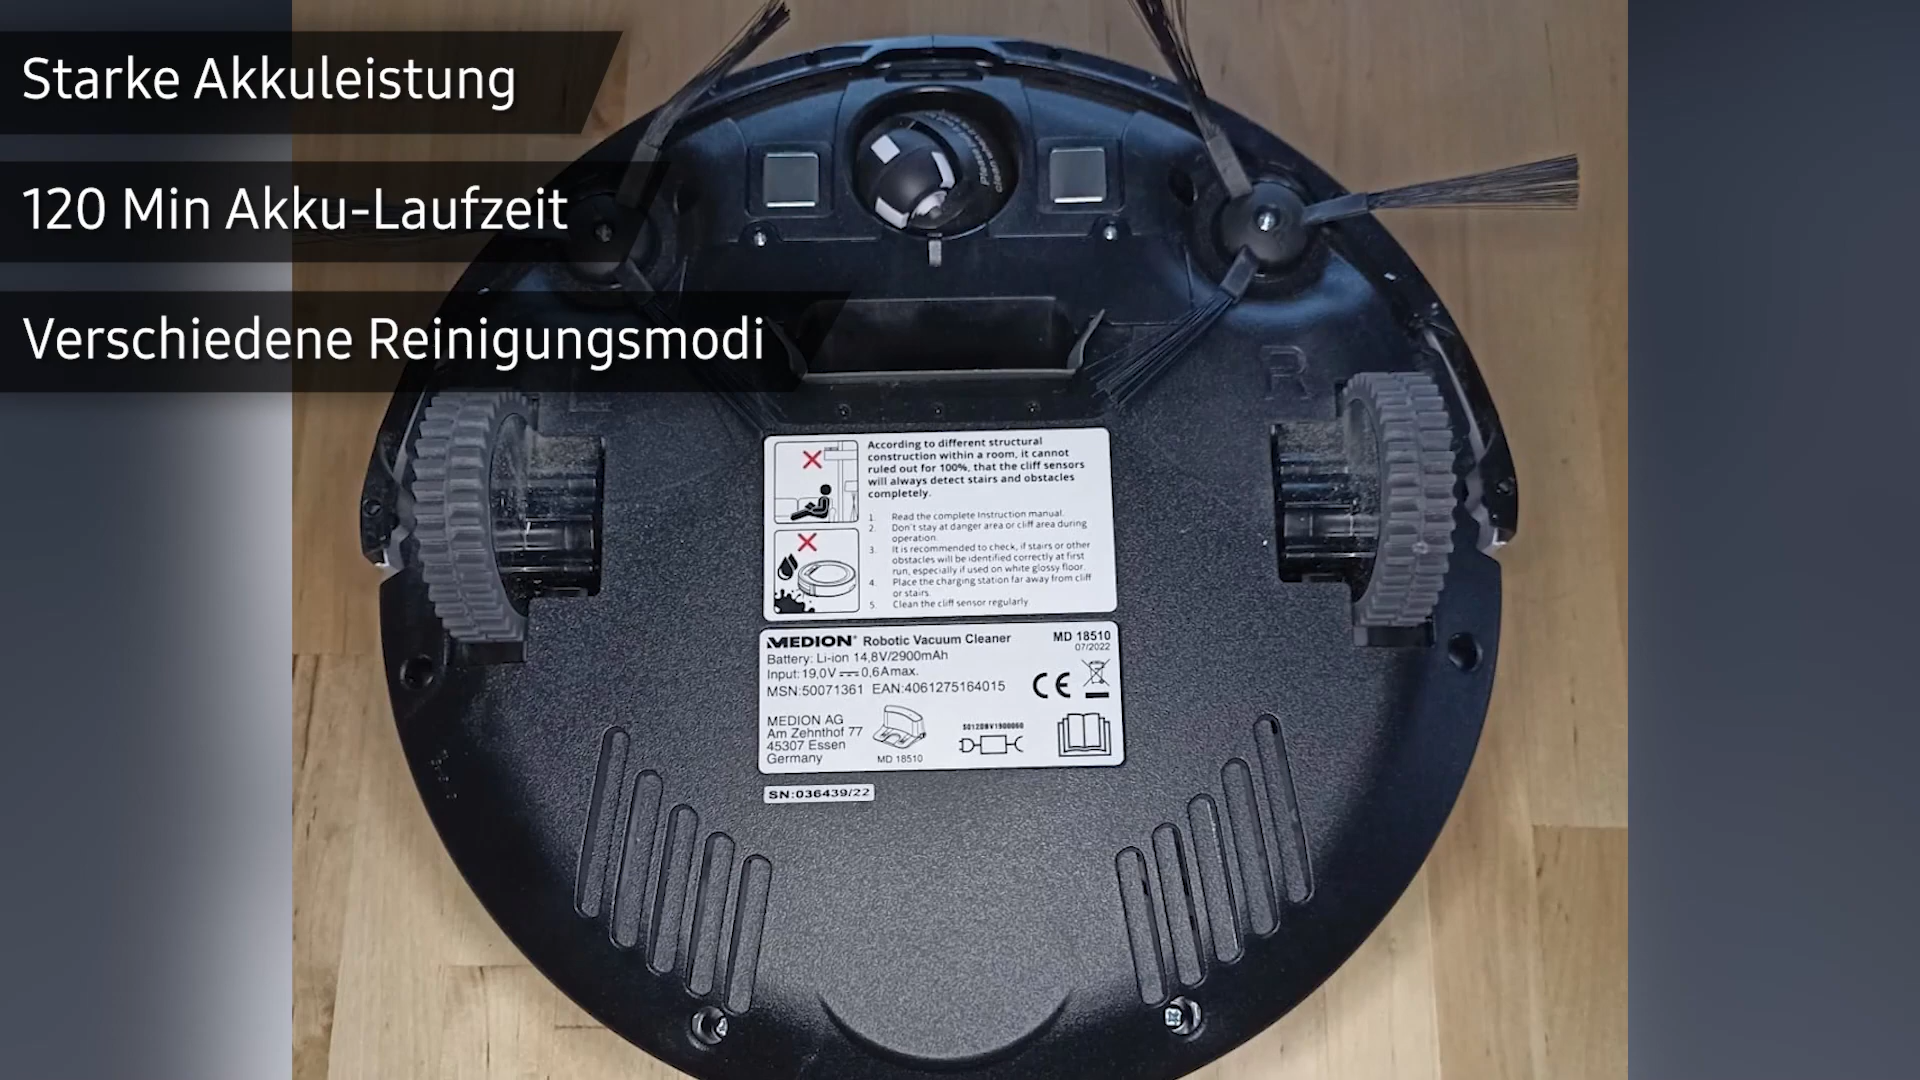 Starke Akkuleistung
120 Min Akku-Laufzeit
Verschiedene Reinigungsmodi
R
According to different structural
construction within a room, it cannot
ruled out for 100%, that the cliff sensors
will always detect stairs and obstacles
completely.
1. Read the complete Instruction manual.
2. Don't stay at danger area or cliff area during
operation.
3. It is recommended to check, if stairs or other
obstacles will be identified correctly at first
run, especially if used on white glossy floor.
4. Place the charging station far away from cliff
or stairs.
5. Clean the cliff sensor regularly
MEDION® Robotic Vacuum Cleaner MD 18510
07/2022
Battery: Li-ion 14,8V/2900mAh
Input: 19,0V 0,6Amax.
MSN:50071361 EAN:4061275164015
CE
MEDION AG
Am Zehnthof 77
45307 Essen
Germany
MD 18510
SN:036439/22